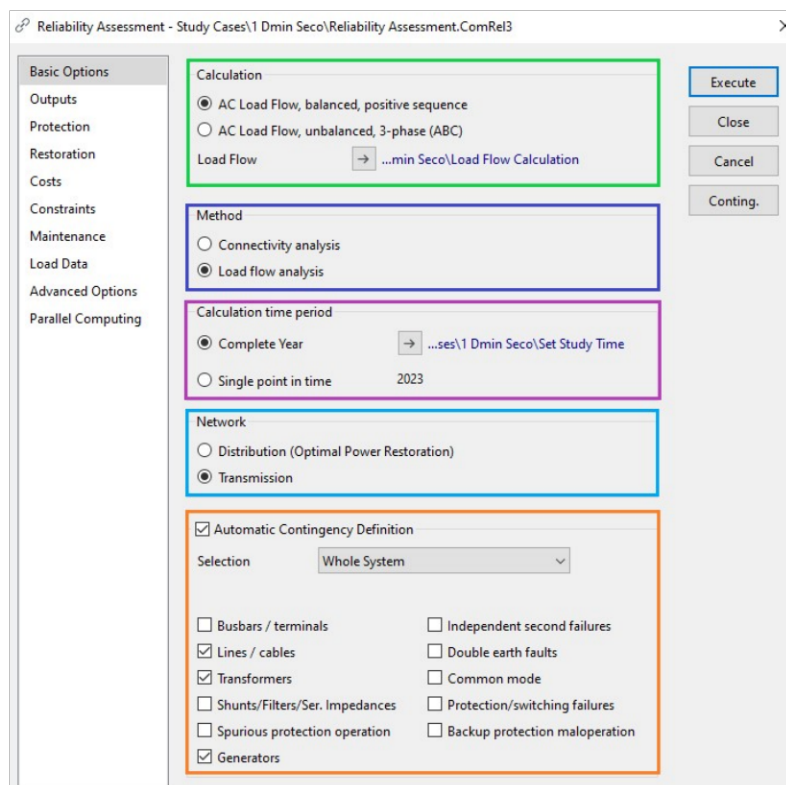 Reliability Assessment - Study Cases\1 Dmin Seco\Reliability Assessment.ComRel3
Basic Options
Outputs
Protection
Restoration
Costs
Constraints
Maintenance
Load Data
Advanced Options
Parallel Computing
Calculation
AC Load Flow, balanced, positive sequence
AC Load Flow, unbalanced, 3-phase (ABC)
Load Flow ...min Seco\Load Flow Calculation
Method
Connectivity analysis
Load flow analysis
Calculation time period
Complete Year ...ses\1 Dmin Seco\Set Study Time
Single point in time 2023
Network
Distribution (Optimal Power Restoration)
Transmission
Automatic Contingency Definition
Selection Whole System
Busbars / terminals Independent second failures
Lines / cables Double earth faults
Transformers Common mode
Shunts/Filters/Ser. Impedances Protection/switching failures
Spurious protection operation Backup protection maloperation
Generators
Execute
Close
Cancel
Conting.